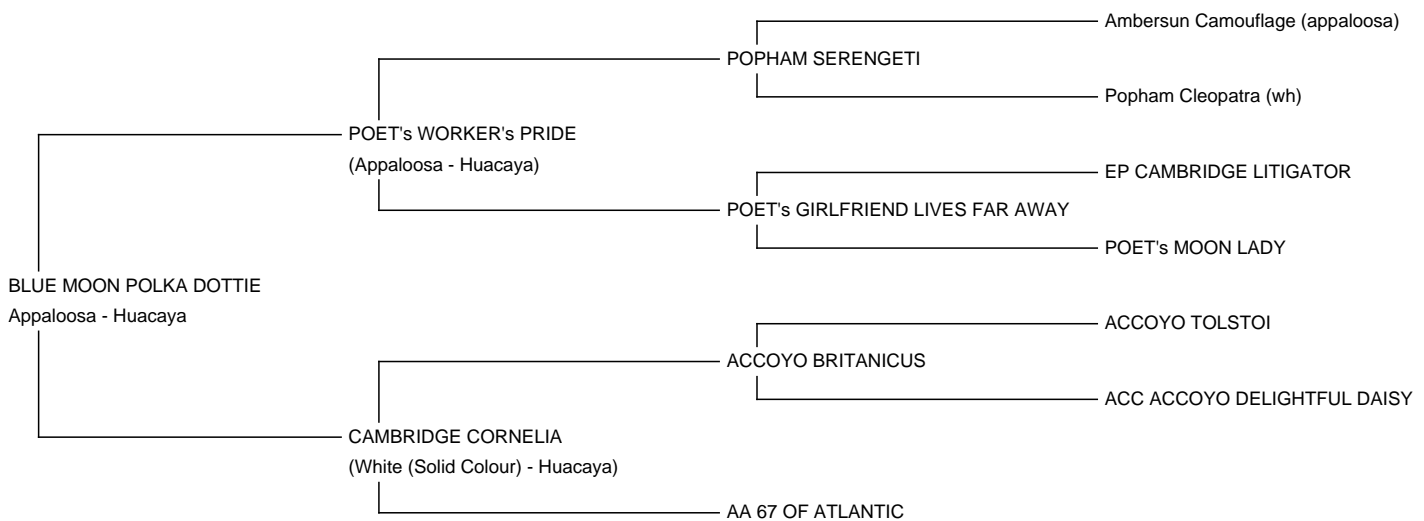 Ambersun Camouflage (appaloosa)
POPHAM SERENGETI
Popham Cleopatra (wh)
POET's WORKER's PRIDE
(Appaloosa - Huacaya)
EP CAMBRIDGE LITIGATOR
POET's GIRLFRIEND LIVES FAR AWAY
POET's MOON LADY
BLUE MOON POLKA DOTTIE
Appaloosa - Huacaya
ACCOYO TOLSTOI
ACCOYO BRITANICUS
ACC ACCOYO DELIGHTFUL DAISY
CAMBRIDGE CORNELIA
(White (Solid Colour) - Huacaya)
AA 67 OF ATLANTIC